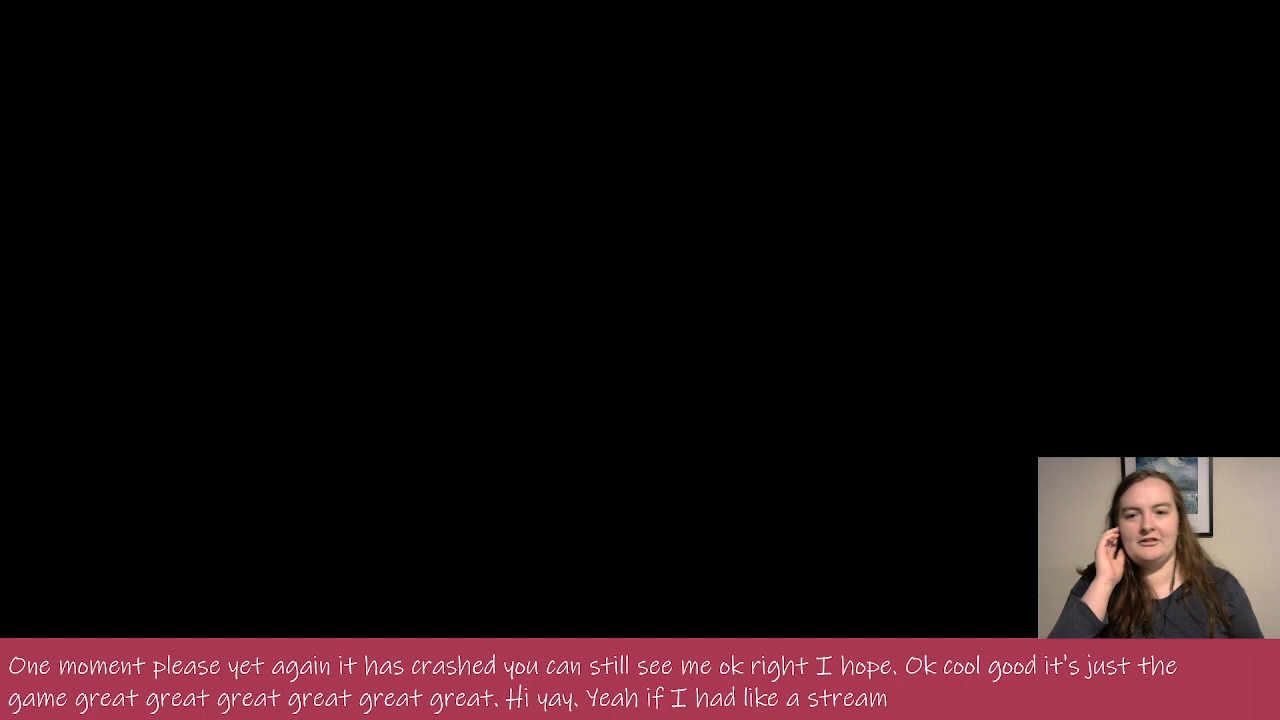 One moment please yet again it has crashed you can still see me ok right I hope. Ok cool good it's just the
game great great great great great great. Hi yay. Yeah if I had like a stream